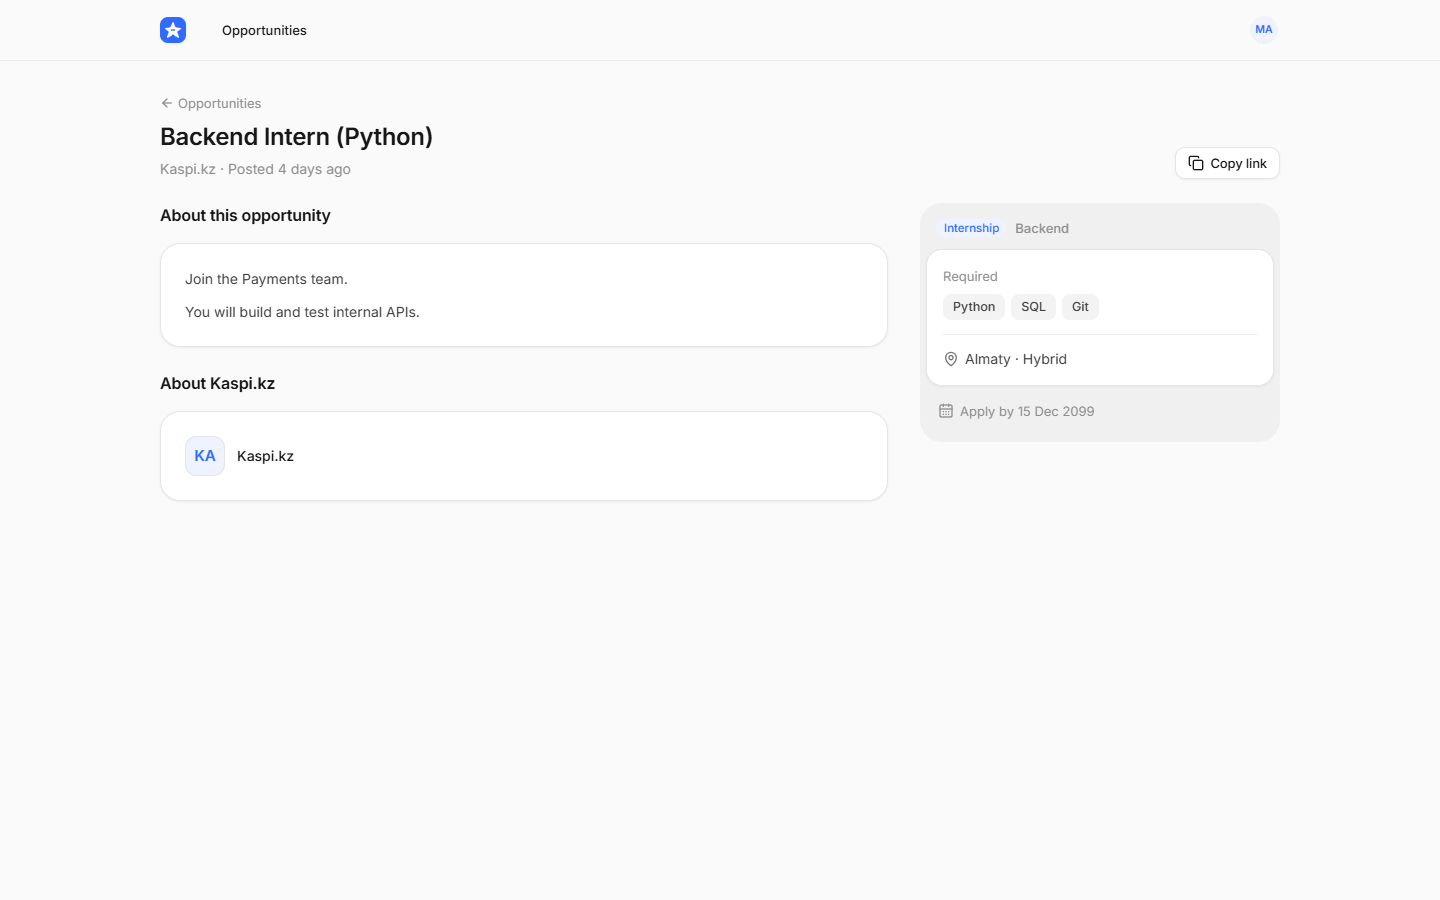 Opportunities
MA
Opportunities
Backend Intern (Python)
Kaspi.kz · Posted 4 days ago
Copy link
About this opportunity
Join the Payments team.
You will build and test internal APIs.
About Kaspi.kz
KA
Kaspi.kz
Internship Backend
Required
Python SQL Git
Almaty · Hybrid
Apply by 15 Dec 2099